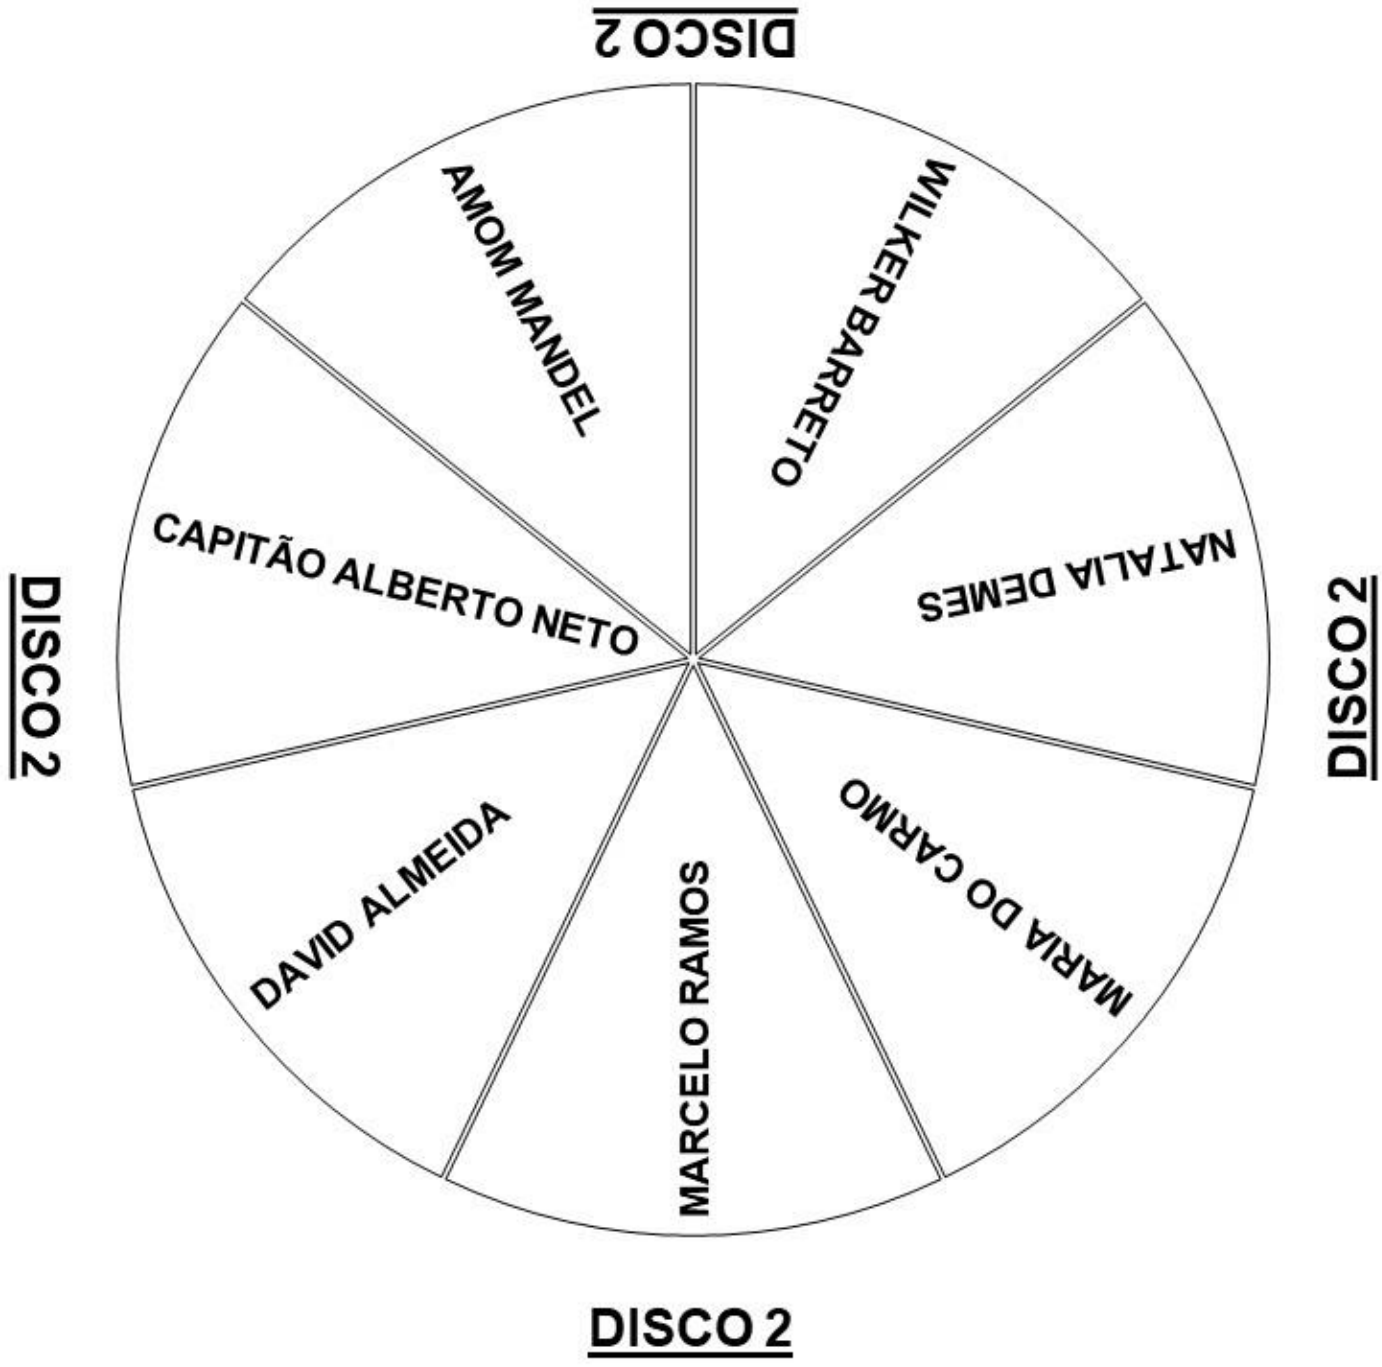 DISCO 2
WILKER BARRETO
NATALIA DEMES
MARIA DO CARMO
MARCELO RAMOS
DAVID ALMEIDA
CAPITÃO ALBERTO NETO
AMOM MANDEL
DISCO 2
DISCO 2
DISCO 2